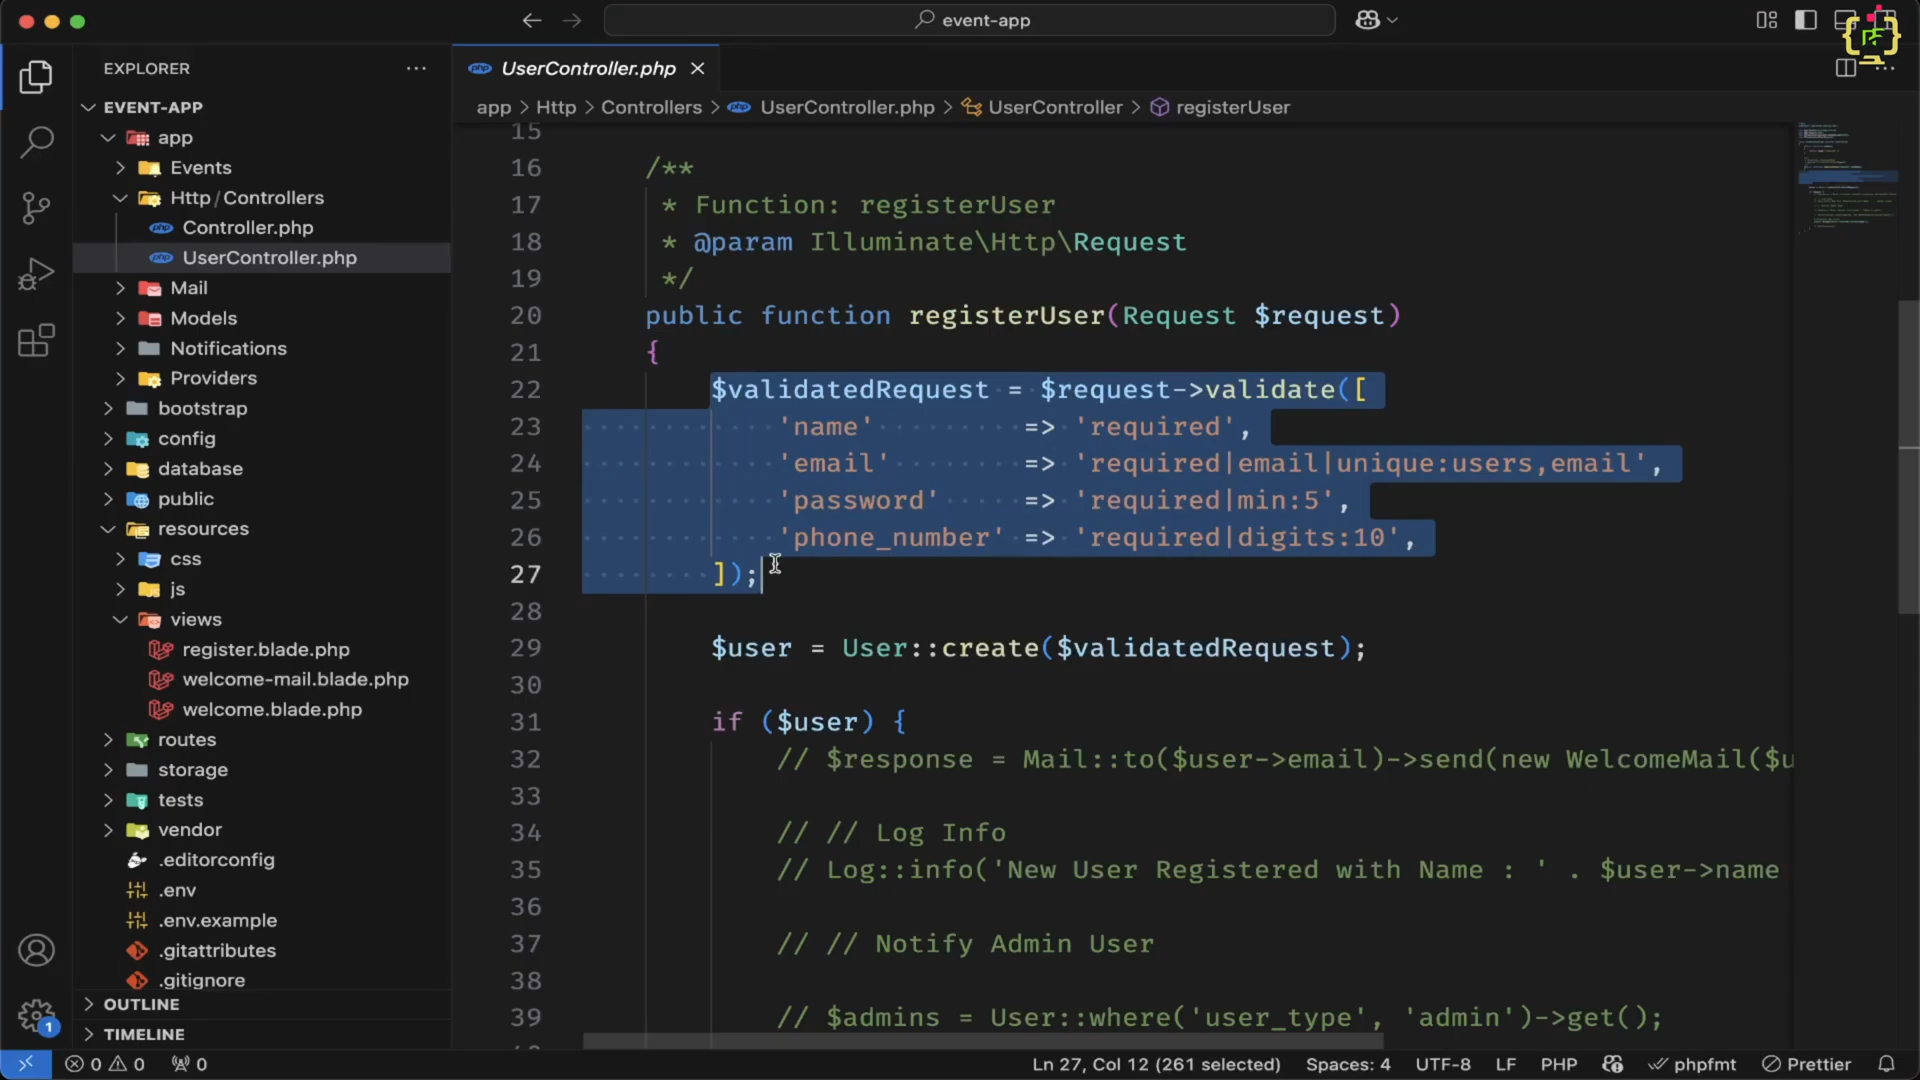 event-app
EXPLORER
EVENT-APP
app
Events
Http/Controllers
Controller.php
UserController.php
Mail
Models
Notifications
Providers
bootstrap
config
database
public
resources
css
js
views
register.blade.php
welcome-mail.blade.php
welcome.blade.php
routes
storage
tests
vendor
.editorconfig
.env
.env.example
.gitattributes
.gitignore
OUTLINE
TIMELINE
UserController.php
app > Http > Controllers > UserController.php > UserController > registerUser
15
16 /**
17 * Function: registerUser
18 * @param Illuminate\Http\Request
19 */
20 public function registerUser(Request $request)
21 {
22 $validatedRequest = $request->validate([
23 'name' => 'required',
24 'email' => 'required|email|unique:users,email',
25 'password' => 'required|min:5',
26 'phone_number' => 'required|digits:10',
27 ]);
28
29 $user = User::create($validatedRequest);
30
31 if ($user) {
32 // $response = Mail::to($user->email)->send(new WelcomeMail($u
33
34 // // Log Info
35 // Log::info('New User Registered with Name : ' . $user->name
36
37 // // Notify Admin User
38
39 // $admins = User::where('user_type', 'admin')->get();
1
0 0 0 Ln 27, Col 12 (261 selected) Spaces: 4 UTF-8 LF PHP phpfmt Prettier